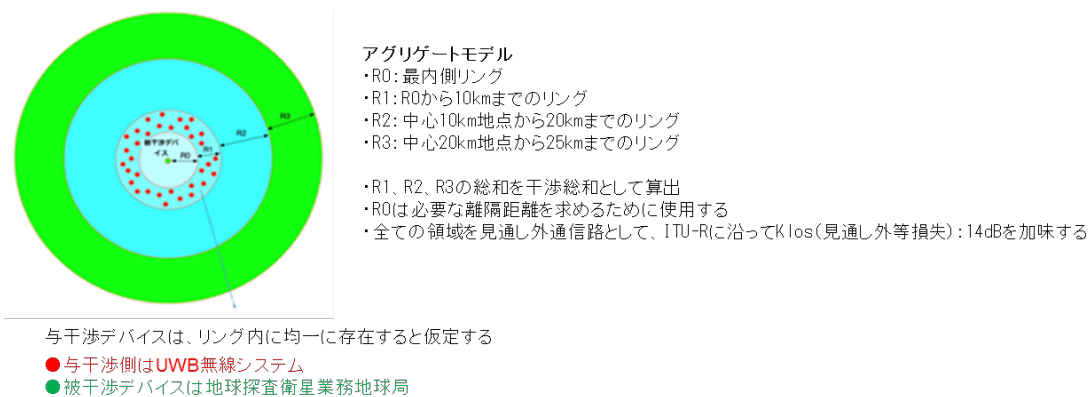 被干渉デバ
イス
R0
R1
R2
R3
アグリゲートモデル
・R0：最内側リング
・R1：R0から10kmまでのリング
・R2：中心10km地点から20kmまでのリング
・R3：中心20km地点から25kmまでのリング
・R1、R2、R3の総和を干渉総和として算出
・R0は必要な離隔距離を求めるために使用する
・全ての領域を見通し外通信路として、ITU-Rに沿ってKlos(見通し外等損失)：14dBを加味する
与干渉デバイスは、リング内に均一に存在すると仮定する
●与干渉側はUWB無線システム
●被干渉デバイスは地球探査衛星業務地球局